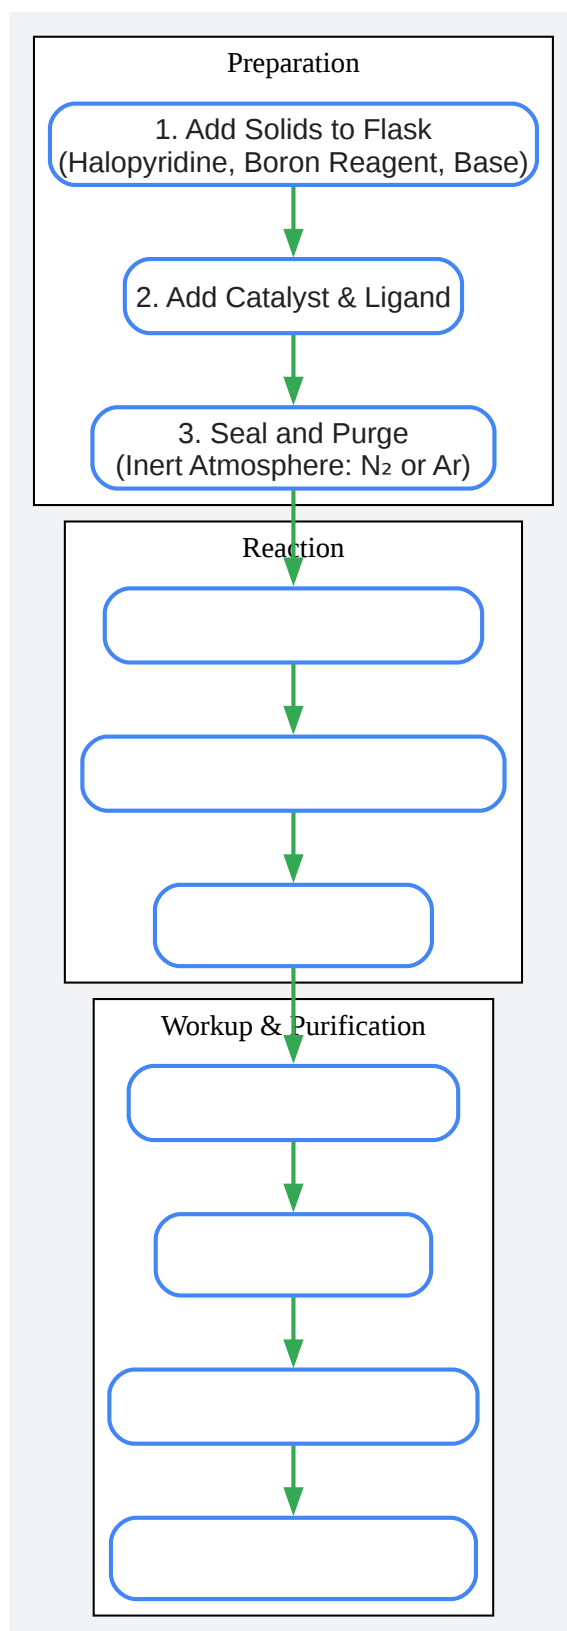 Preparation
1. Add Solids to Flask
(Halopyridine, Boron Reagent, Base)
2. Add Catalyst & Ligand
3. Seal and Purge
(Inert Atmosphere: N₂ or Ar)
Reaction
Workup & Purification